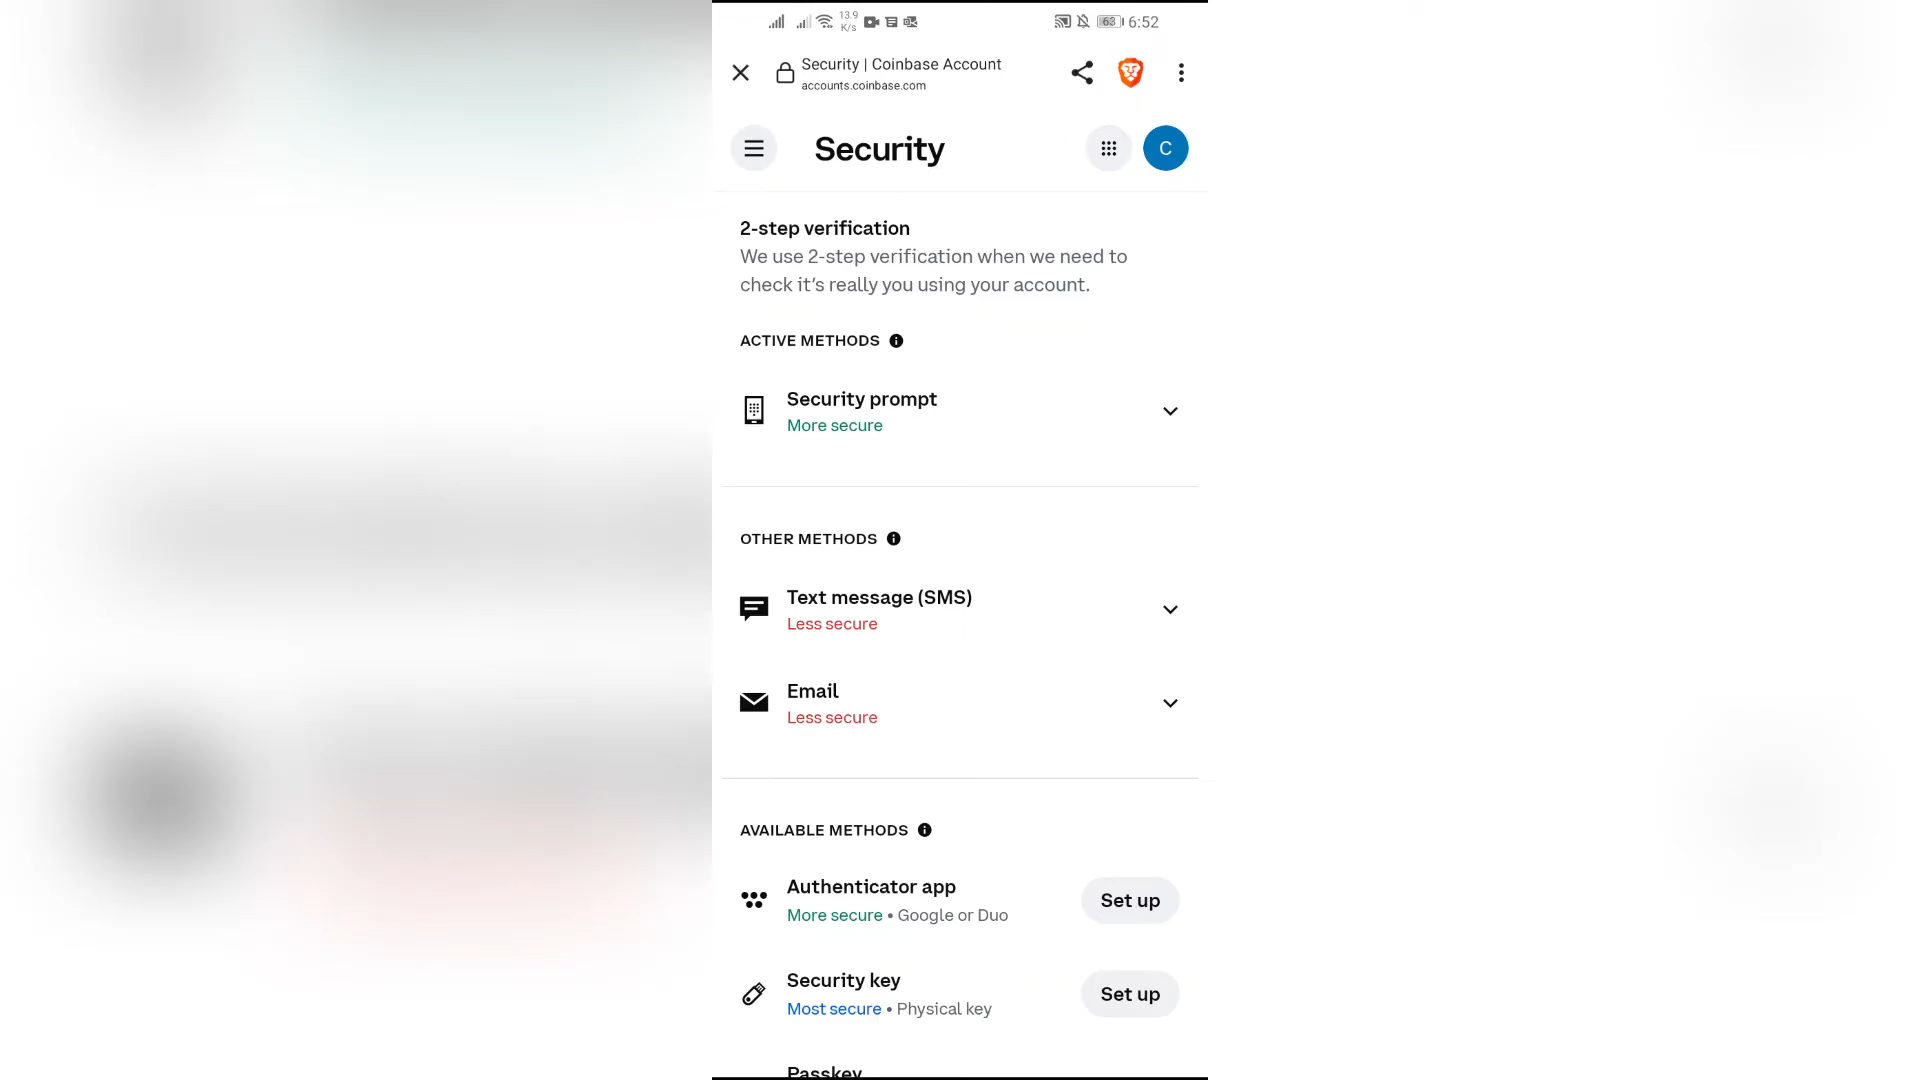 13.9
K/s
63
6:52
Security | Coinbase Account
accounts.coinbase.com
Security
C
2-step verification
We use 2-step verification when we need to
check it's really you using your account.
ACTIVE METHODS
Security prompt
More secure
OTHER METHODS
Text message (SMS)
Less secure
Email
Less secure
AVAILABLE METHODS
Authenticator app
More secure • Google or Duo
Set up
Security key
Most secure • Physical key
Set up
Passkey